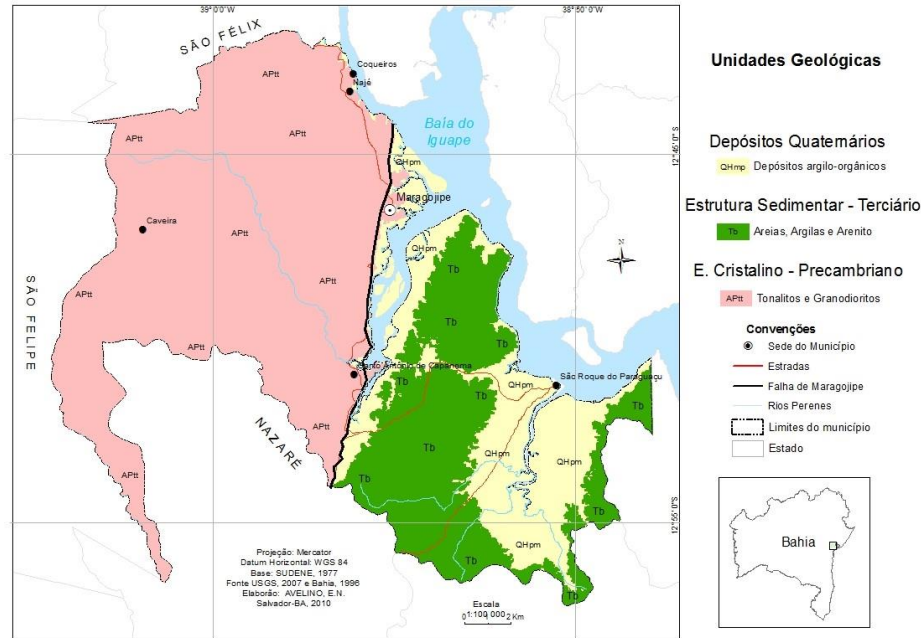 39°0'0"W
38°50'0"W
SÃO FÉLIX
APtt
Coqueiros
Najé
APtt
APtt
Baía do
Iguape
12°45'0"S
QHpm
Maragojipe
Caveira
APtt
QHpm
Tb
APtt
SÃO FELIPE
APtt
Tb
APtt
Tb
Santo Antônio de Capanema
Tb
QHpm
São Roque do Paraguaçu
Tb
Tb
APtt
NAZARÉ
Tb
QHpm
QHpm
APtt
Tb
Tb
12°55'0"S
QHpm
Tb
Tb
Projeção: Mercator
Datum Horizontal: WGS 84
Base: SUDENE, 1977
Fonte USGS, 2007 e Bahia, 1996
Elaborão: AVELINO, E.N.
Salvador-BA, 2010
Escala
1:100 000
0 1 2 Km
N
Unidades Geológicas
Depósitos Quaternários
QHmp Depósitos argilo-orgânicos
Estrutura Sedimentar - Terciário
Tb Areias, Argilas e Arenito
E. Cristalino - Precambriano
APtt Tonalitos e Granodioritos
Convenções
Sede do Município
Estradas
Falha de Maragojipe
Rios Perenes
Limites do município
Estado
Bahia